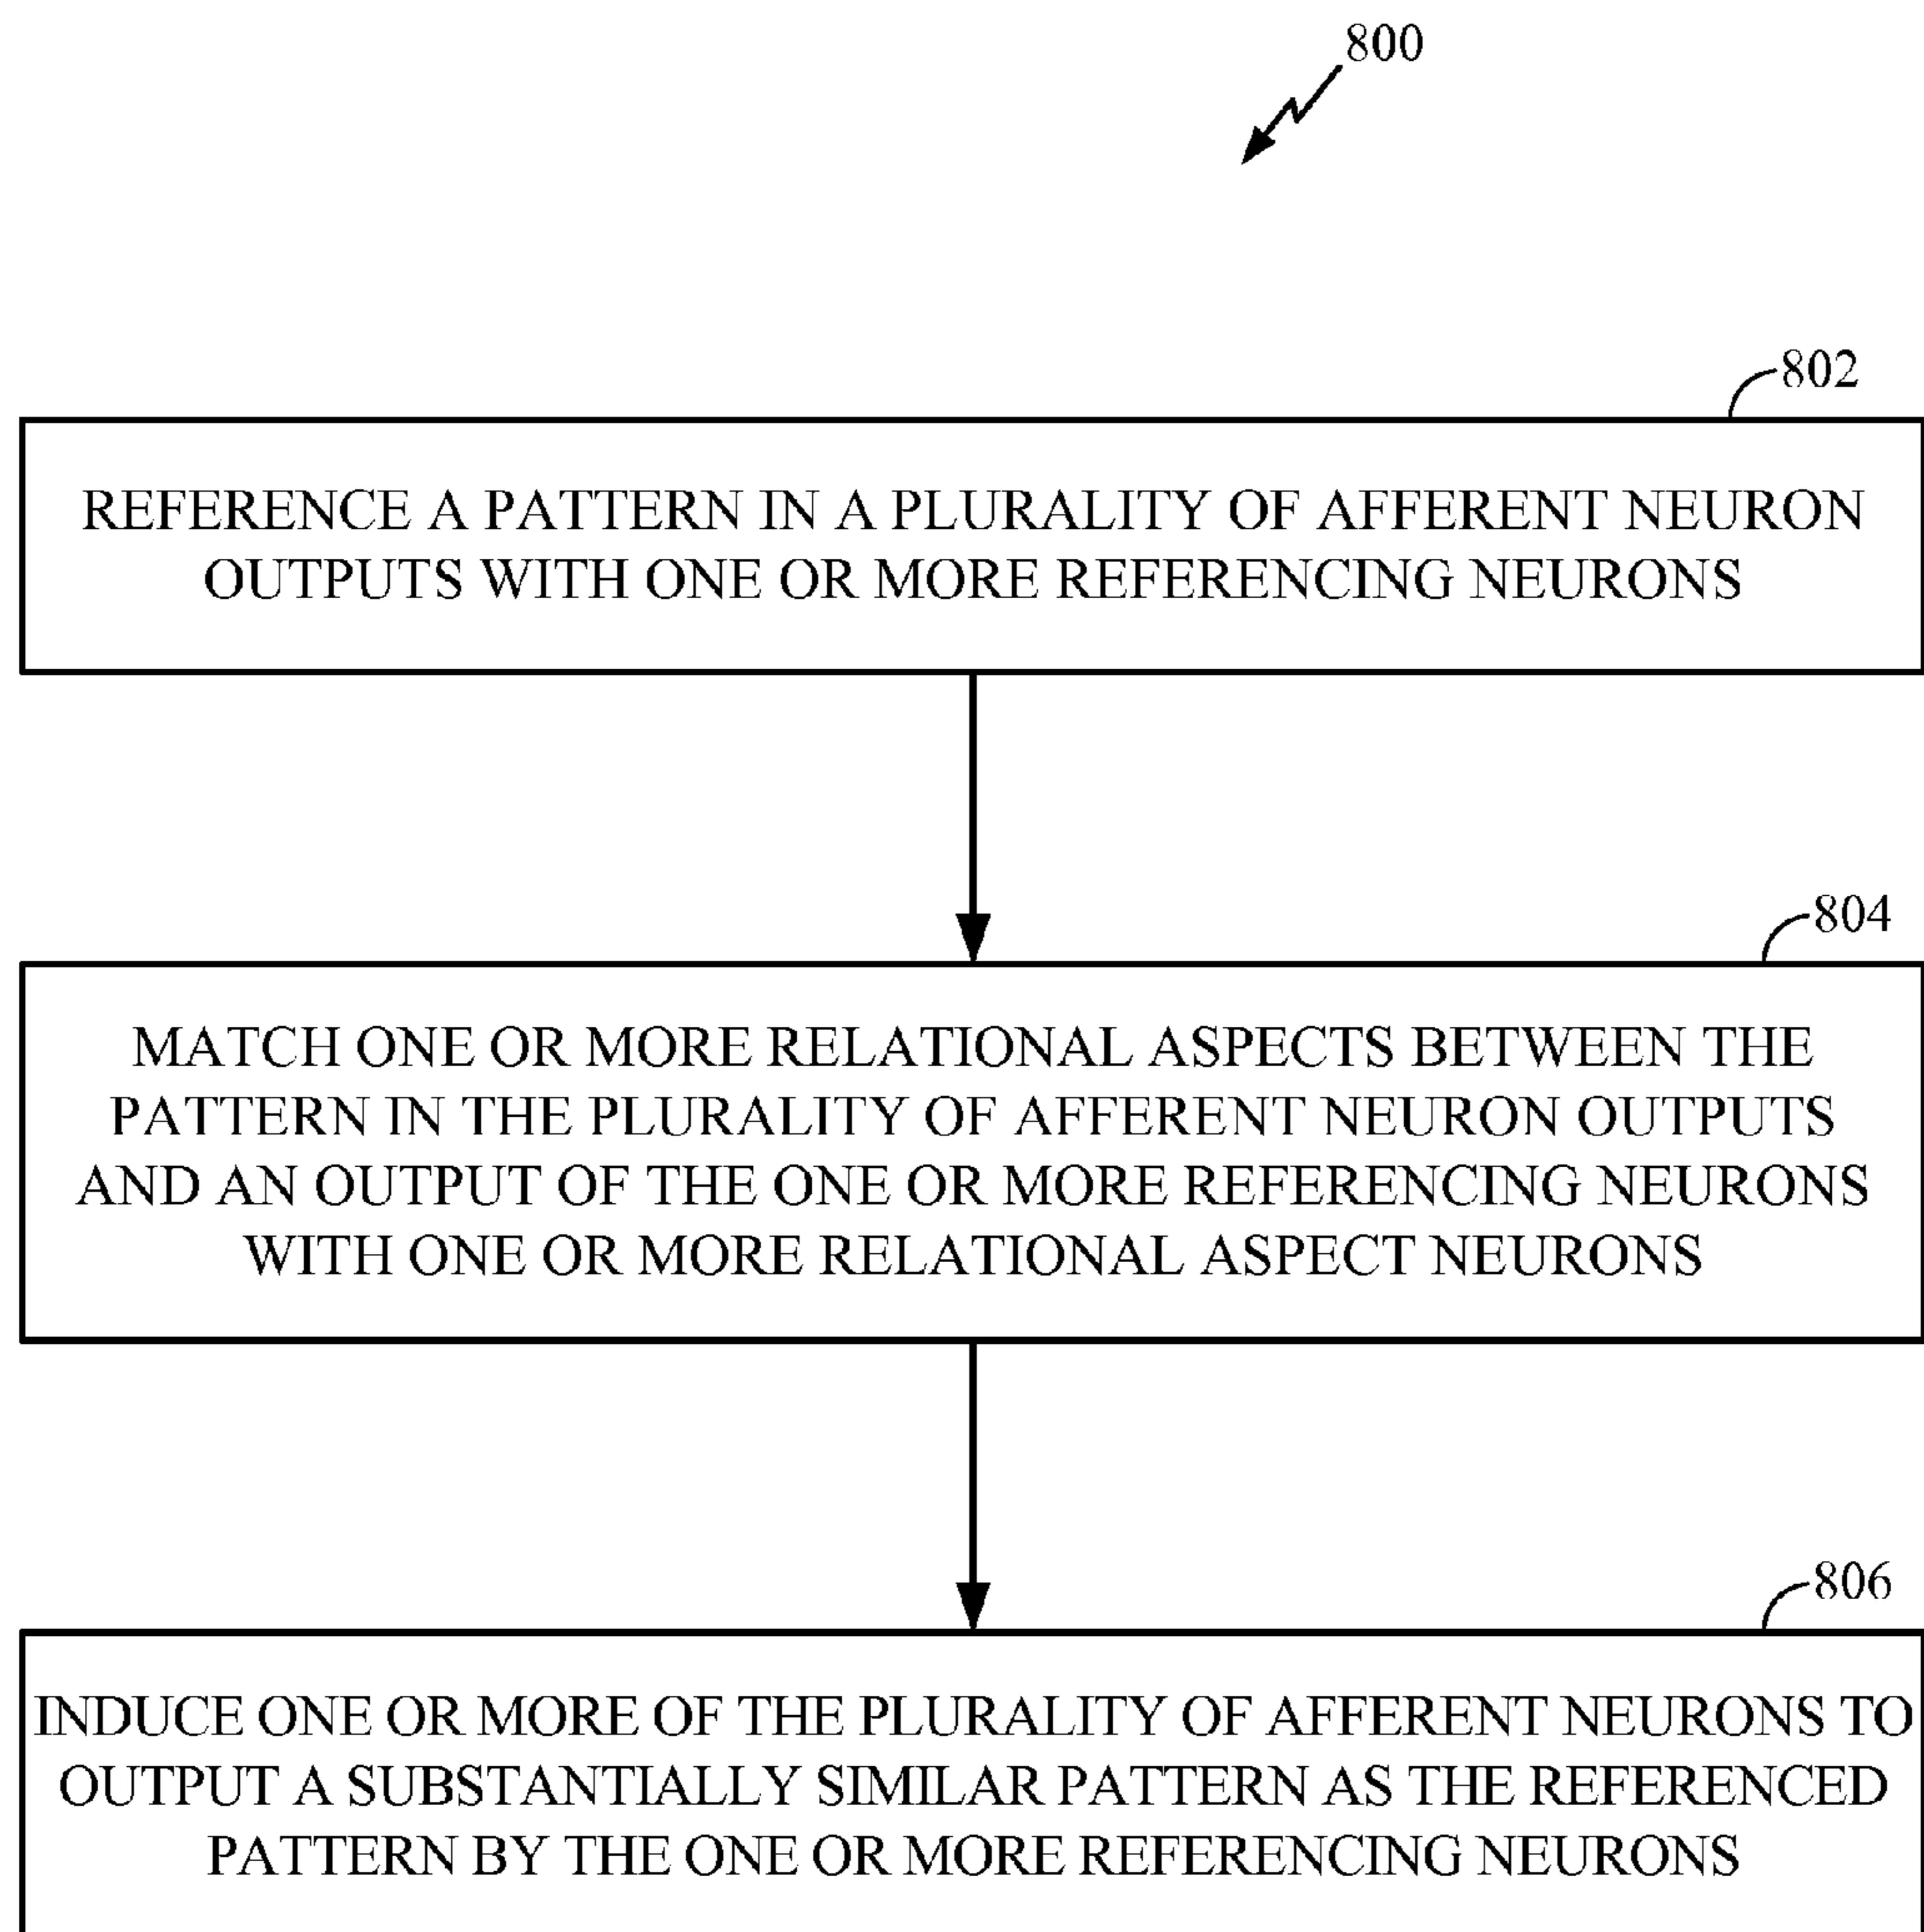 800
802
REFERENCE A PATTERN IN A PLURALITY OF AFFERENT NEURON
OUTPUTS WITH ONE OR MORE REFERENCING NEURONS
804
MATCH ONE OR MORE RELATIONAL ASPECTS BETWEEN THE
PATTERN IN THE PLURALITY OF AFFERENT NEURON OUTPUTS
AND AN OUTPUT OF THE ONE OR MORE REFERENCING NEURONS
WITH ONE OR MORE RELATIONAL ASPECT NEURONS
806
INDUCE ONE OR MORE OF THE PLURALITY OF AFFERENT NEURONS TO
OUTPUT A SUBSTANTIALLY SIMILAR PATTERN AS THE REFERENCED
PATTERN BY THE ONE OR MORE REFERENCING NEURONS